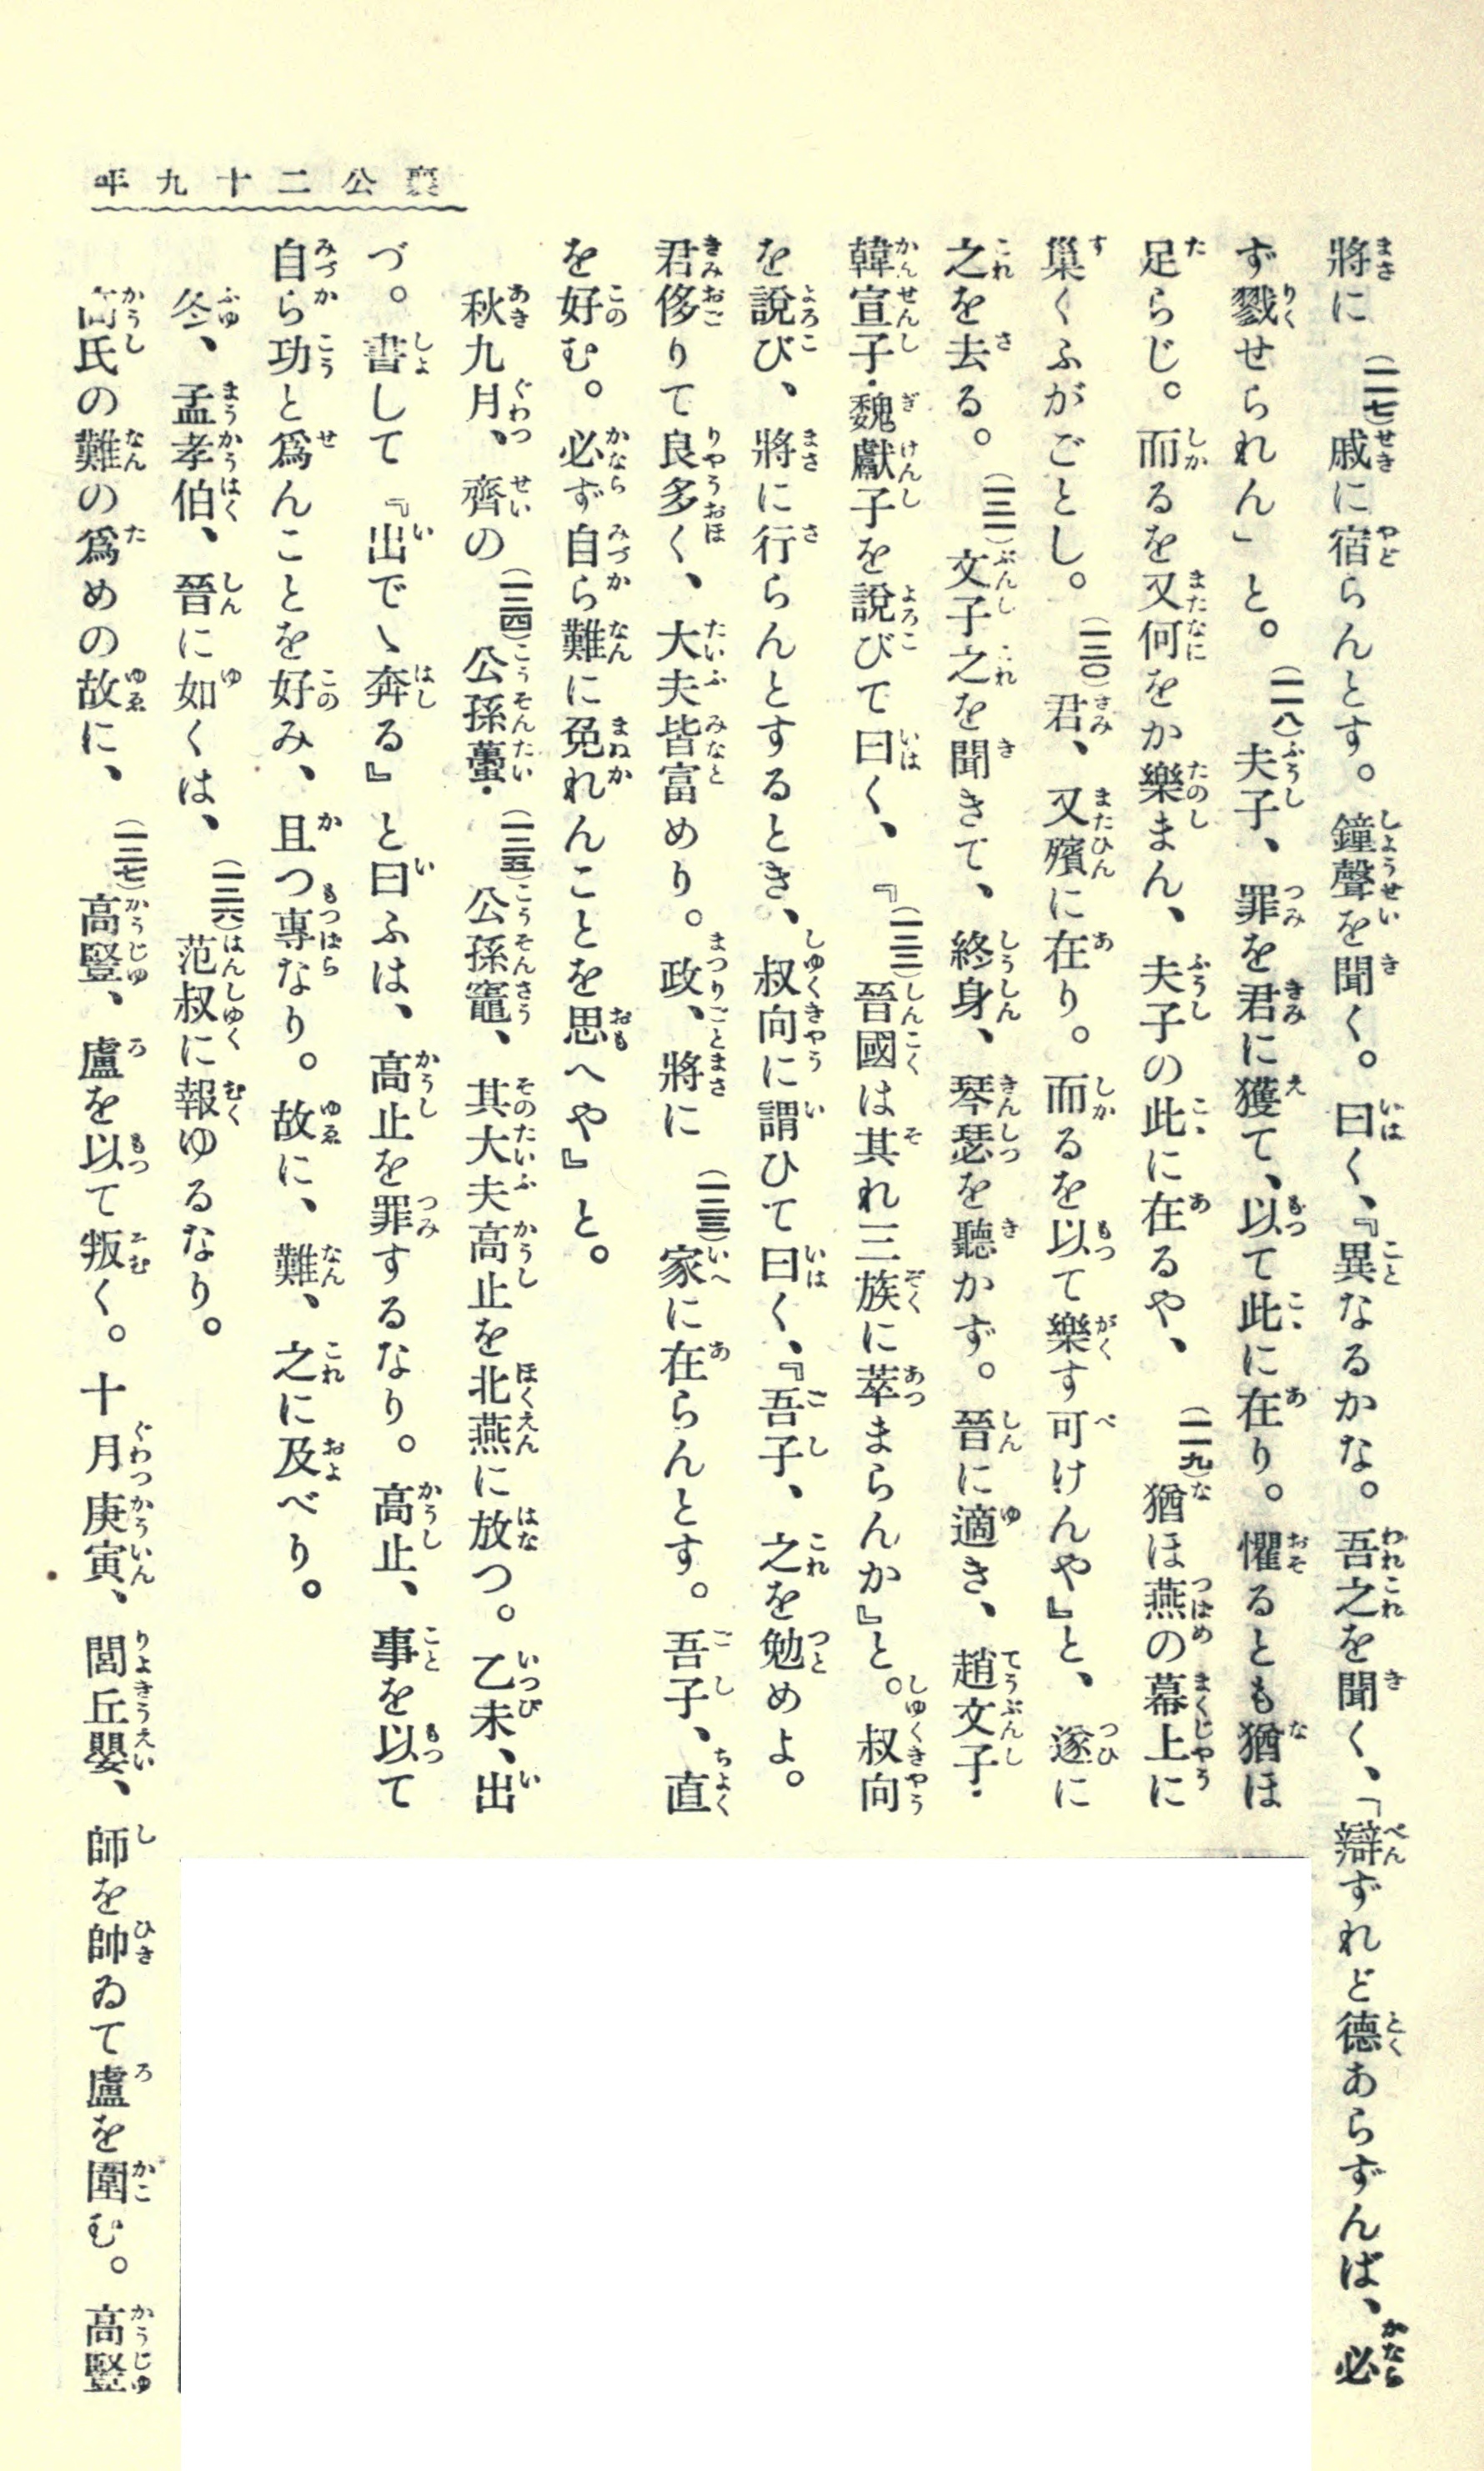 襄公二十九年
將に(一一七)戚に宿らんとす。鐘聲を聞く。曰く、『異なるかな。吾之を聞く、「辯ずれど德あらずんば、必
ず戮せられん」と。(一一八)夫子、罪を君に獲て、以て此に在り。懼るとも猶ほ
足らじ。而るを又何をか樂まん、夫子の此に在るや、(一一九)猶ほ燕の幕上に
巢くふがごとし。(一二〇)君、又殯に在り。而るを以て樂す可けんや』と、遂に
之を去る。(一二一)文子之を聞きて、終身、琴瑟を聽かず。晉に適き、趙文子・
韓宣子・魏獻子を說びて曰く、『(一二二)晉國は其れ三族に萃まらんか』と。叔向
を說び、將に行らんとするとき、叔向に謂ひて曰く、『吾子、之を勉めよ。
君侈りて良多く、大夫皆富めり。政、將に(一二三)家に在らんとす。吾子、直
を好む。必ず自ら難に免れんことを思へや』と。
秋九月、齊の(一二四)公孫蠆・(一二五)公孫竈、其大夫高止を北燕に放つ。乙未、出
づ。書して『出でゝ奔る』と曰ふは、高止を罪するなり。高止、事を以て
自ら功と爲んことを好み、且つ專なり。故に、難、之に及べり。
冬、孟孝伯、晉に如くは、(一二六)范叔に報ゆるなり。
高氏の難の爲めの故に、(一二七)高豎、盧を以て叛く。十月庚寅、閭丘嬰、師を帥ゐて盧を圍む。高豎